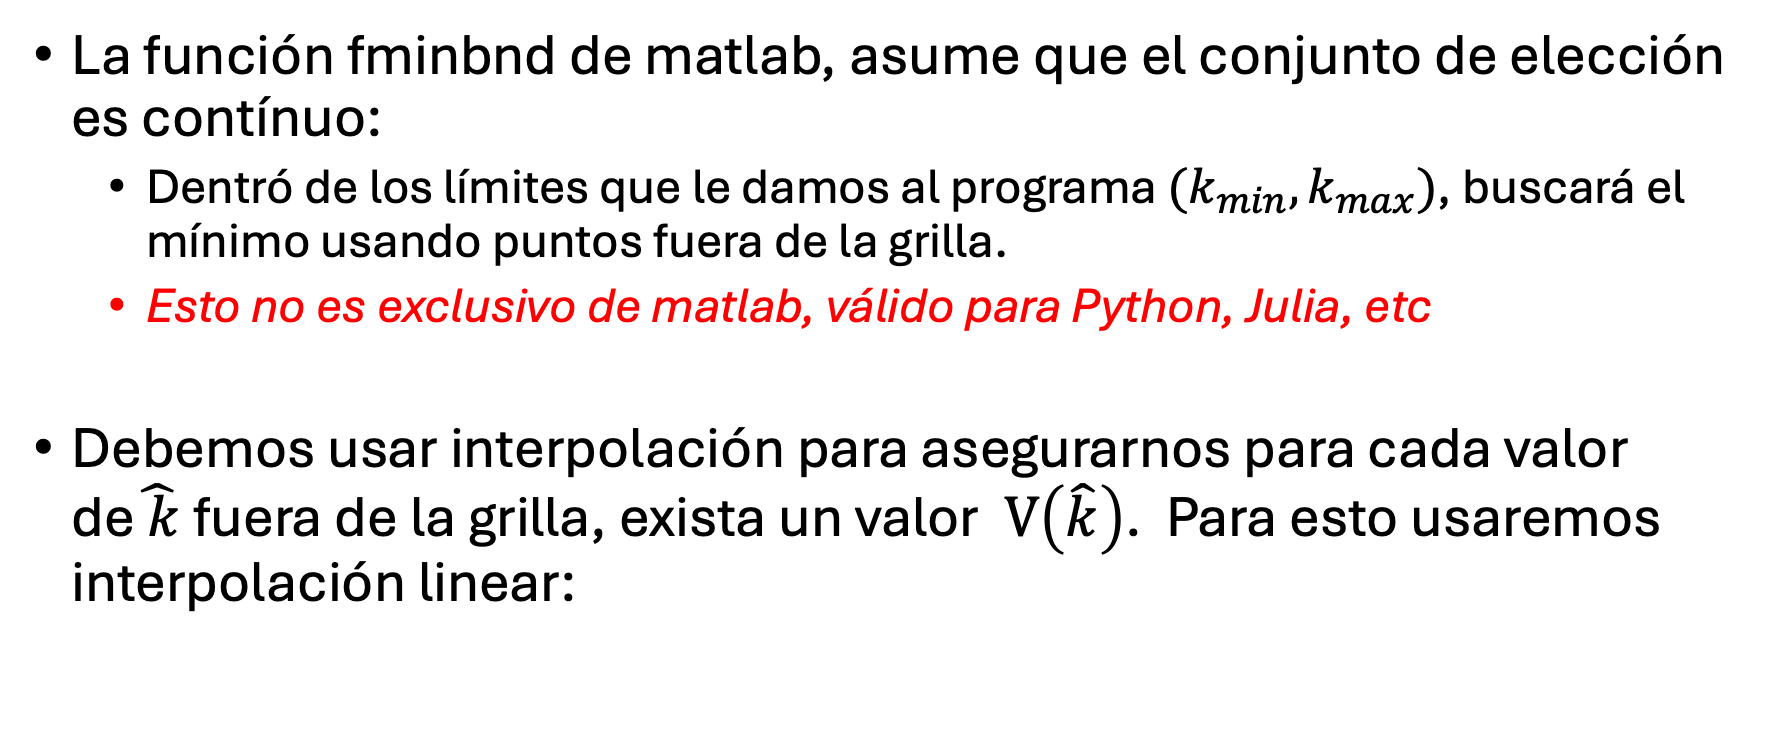 • La función fminbnd de matlab, asume que el conjunto de elección
es contínuo:
• Dentró de los límites que le damos al programa (k_min, k_max), buscará el
mínimo usando puntos fuera de la grilla.
• Esto no es exclusivo de matlab, válido para Python, Julia, etc
• Debemos usar interpolación para asegurarnos para cada valor
de k̂ fuera de la grilla, exista un valor V(k̂). Para esto usaremos
interpolación linear: